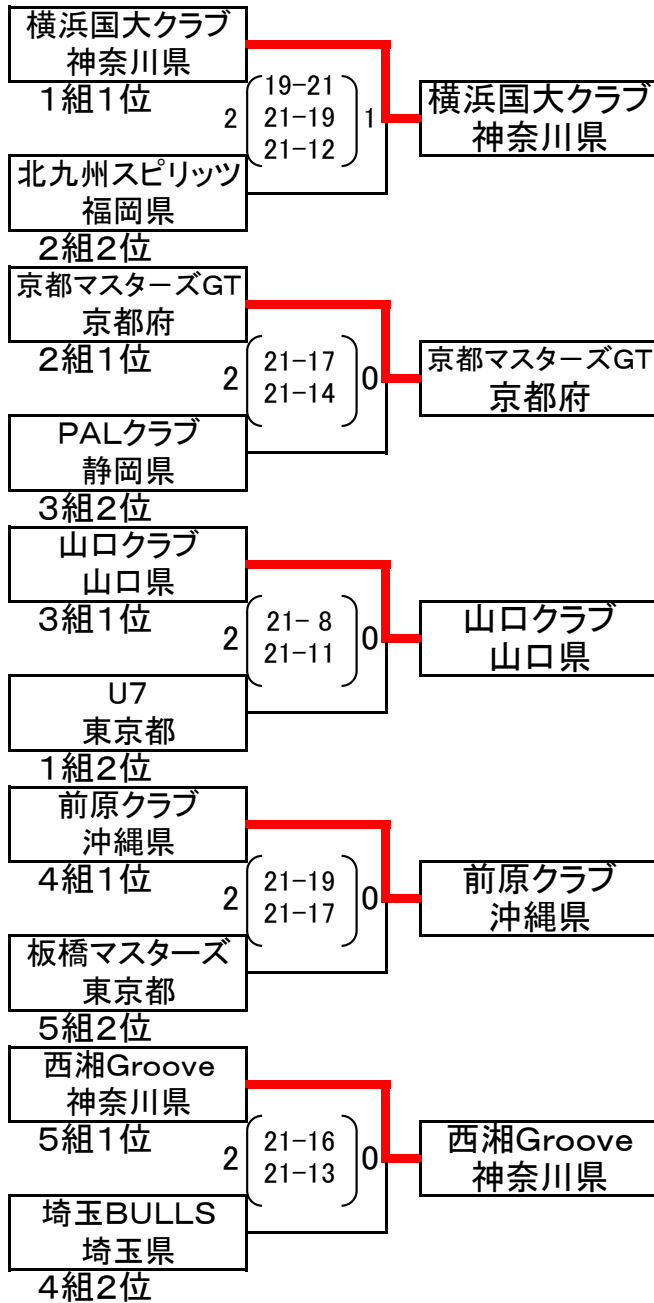 横浜国大クラブ
神奈川県
1組1位
2
19-21
21-19
21-12
1
横浜国大クラブ
神奈川県
北九州スピリッツ
福岡県
2組2位
京都マスターズGT
京都府
2組1位
2
21-17
21-14
0
京都マスターズGT
京都府
PALクラブ
静岡県
3組2位
山口クラブ
山口県
3組1位
2
21- 8
21-11
0
山口クラブ
山口県
U7
東京都
1組2位
前原クラブ
沖縄県
4組1位
2
21-19
21-17
0
前原クラブ
沖縄県
板橋マスターズ
東京都
5組2位
西湘Groove
神奈川県
5組1位
2
21-16
21-13
0
西湘Groove
神奈川県
埼玉BULLS
埼玉県
4組2位